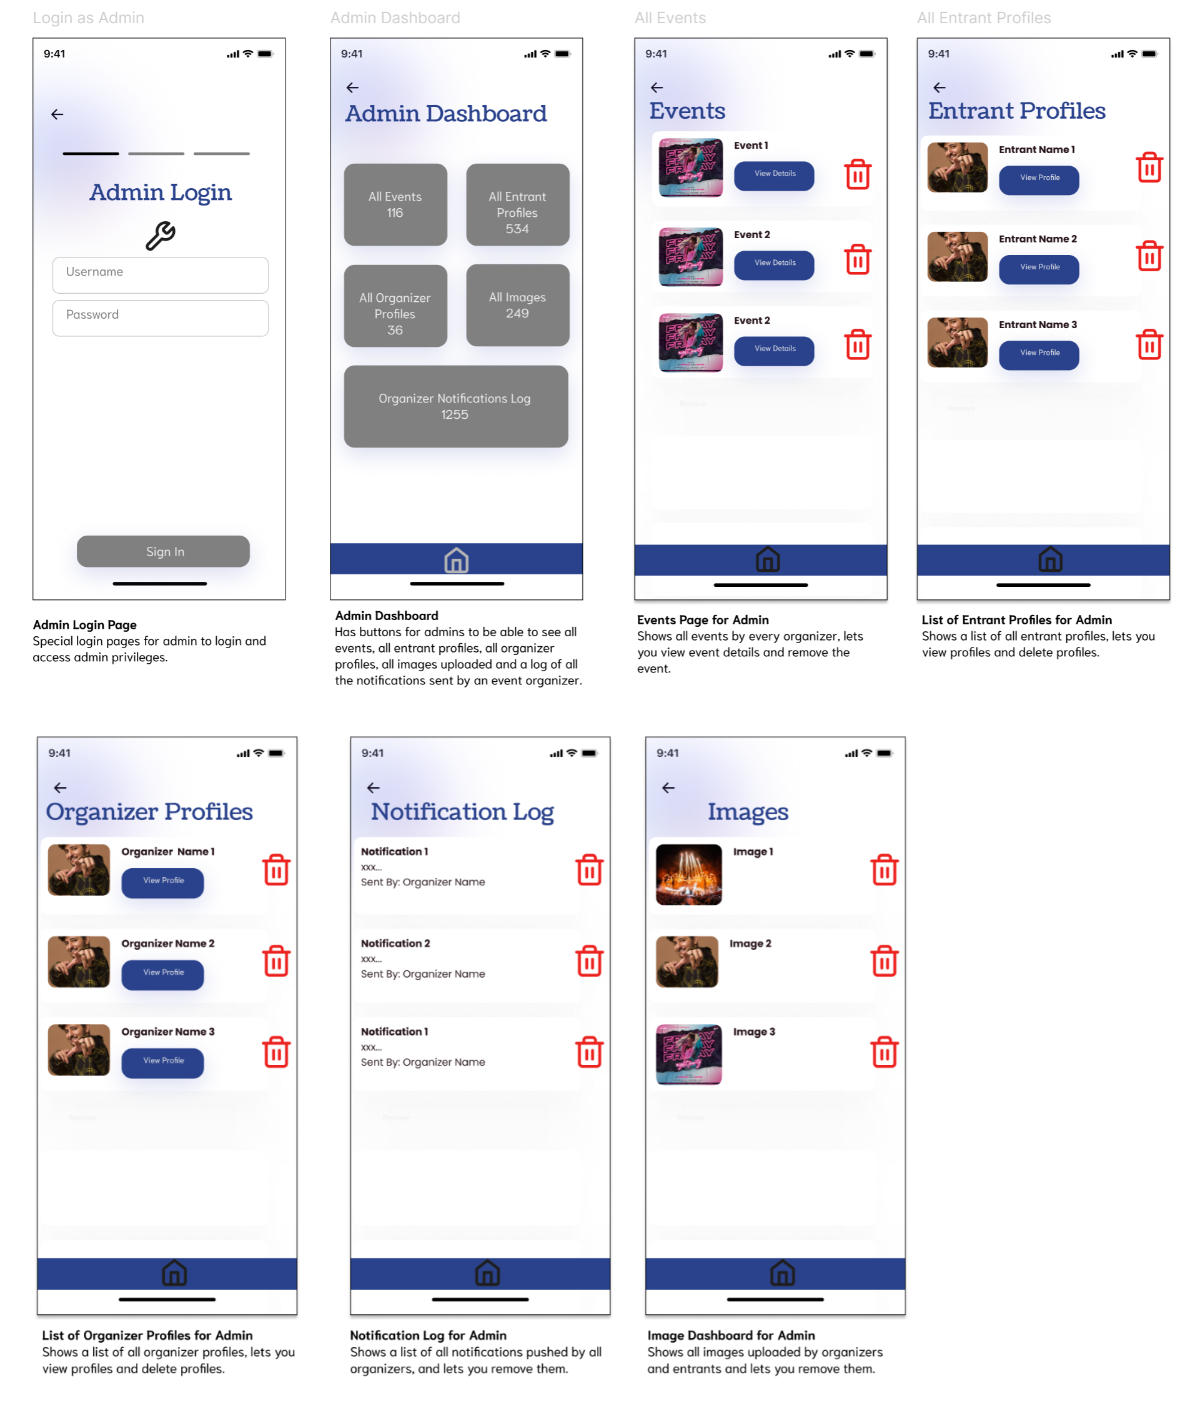 Login as Admin
Admin Dashboard
All Events
All Entrant Profiles
9:41
Admin Login
Username
Password
Sign In
9:41
Admin Dashboard
All Events
116
All Entrant
Profiles
534
All Organizer
Profiles
36
All Images
249
Organizer Notifications Log
1255
9:41
Events
Event 1
View Details
Event 2
View Details
Event 2
View Details
9:41
Entrant Profiles
Entrant Name 1
View Profile
Entrant Name 2
View Profile
Entrant Name 3
View Profile
Admin Login Page
Special login pages for admin to login and
access admin privileges.
Admin Dashboard
Has buttons for admins to be able to see all
events, all entrant profiles, all organizer
profiles, all images uploaded and a log of all
the notifications sent by an event organizer.
Events Page for Admin
Shows all events by every organizer, lets
you view event details and remove the
event.
List of Entrant Profiles for Admin
Shows a list of all entrant profiles, lets you
view profiles and delete profiles.
9:41
Organizer Profiles
Organizer Name 1
View Profile
Organizer Name 2
View Profile
Organizer Name 3
View Profile
9:41
Notification Log
Notification 1
xxx...
Sent By: Organizer Name
Notification 2
xxx...
Sent By: Organizer Name
Notification 1
xxx...
Sent By: Organizer Name
9:41
Images
Image 1
Image 2
Image 3
List of Organizer Profiles for Admin
Shows a list of all organizer profiles, lets you
view profiles and delete profiles.
Notification Log for Admin
Shows a list of all notifications pushed by all
organizers, and lets you remove them.
Image Dashboard for Admin
Shows all images uploaded by organizers
and entrants and lets you remove them.